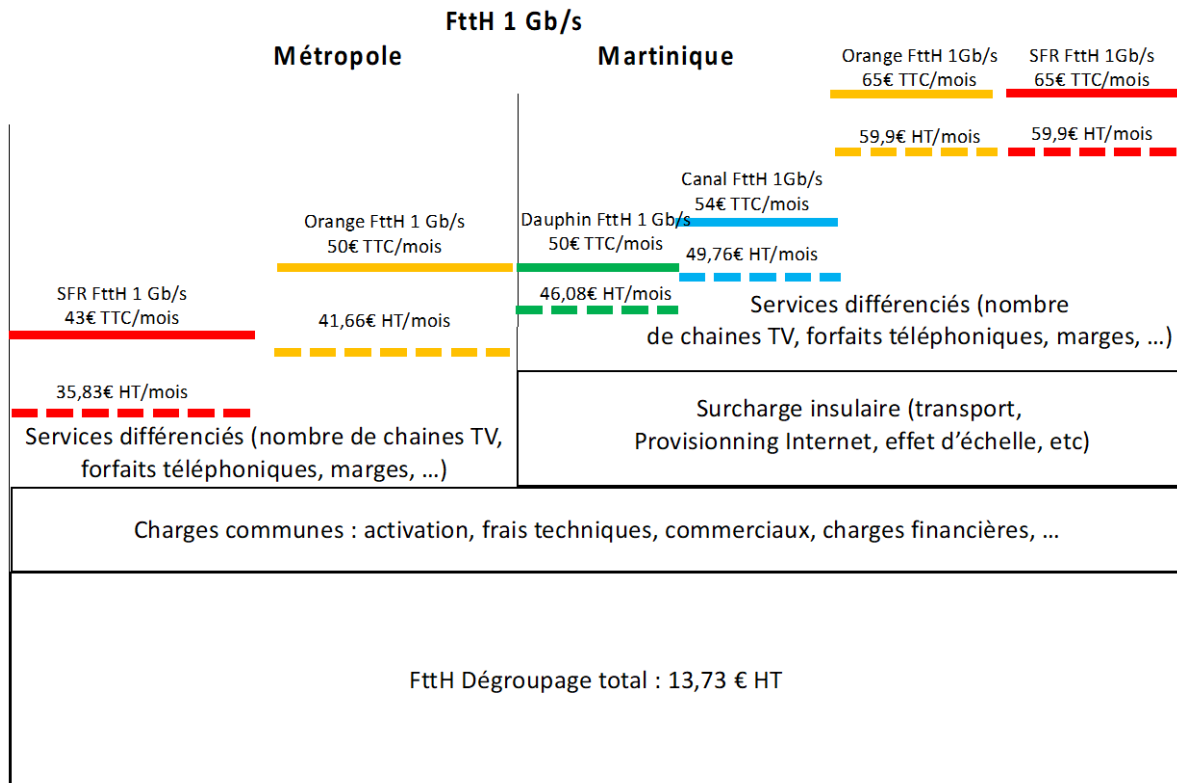 FttH 1 Gb/s
Métropole
Martinique
Orange FttH 1Gb/s
65€ TTC/mois
SFR FttH 1Gb/s
65€ TTC/mois
59,9€ HT/mois
59,9€ HT/mois
Canal FttH 1Gb/s
54€ TTC/mois
Orange FttH 1 Gb/s
50€ TTC/mois
Dauphin FttH 1 Gb/s
50€ TTC/mois
49,76€ HT/mois
SFR FttH 1 Gb/s
43€ TTC/mois
41,66€ HT/mois
46,08€ HT/mois
Services différenciés (nombre
de chaines TV, forfaits téléphoniques, marges, ...)
35,83€ HT/mois
Services différenciés (nombre de chaines TV,
forfaits téléphoniques, marges, ...)
Surcharge insulaire (transport,
Provisionning Internet, effet d'échelle, etc)
Charges communes : activation, frais techniques, commerciaux, charges financières, ...
FttH Dégroupage total : 13,73 € HT